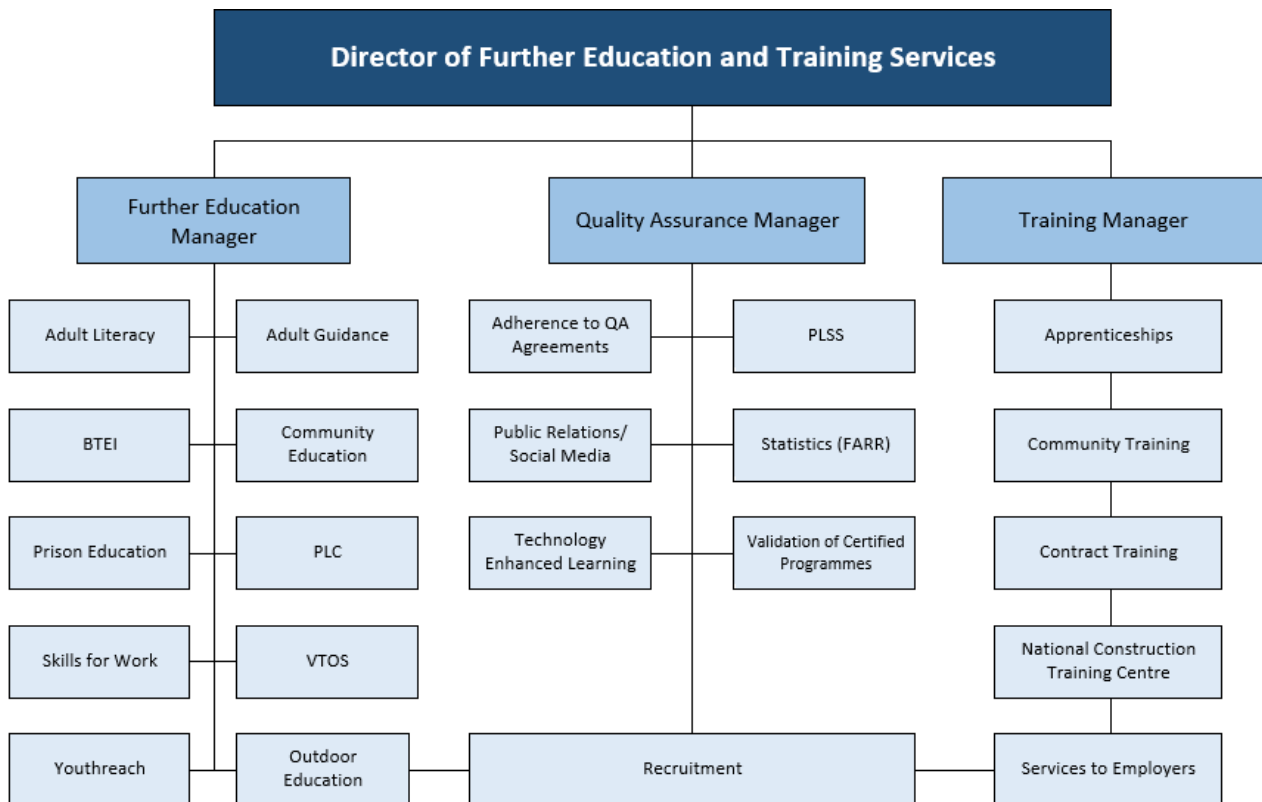 Director of Further Education and Training Services
Further Education
Manager
Quality Assurance Manager
Training Manager
Adult Literacy
Adult Guidance
Adherence to QA
Agreements
PLSS
Apprenticeships
BTEI
Community
Education
Public Relations/
Social Media
Statistics (FARR)
Community Training
Prison Education
PLC
Technology
Enhanced Learning
Validation of Certified
Programmes
Contract Training
Skills for Work
VTOS
National Construction
Training Centre
Youthreach
Outdoor
Education
Recruitment
Services to Employers